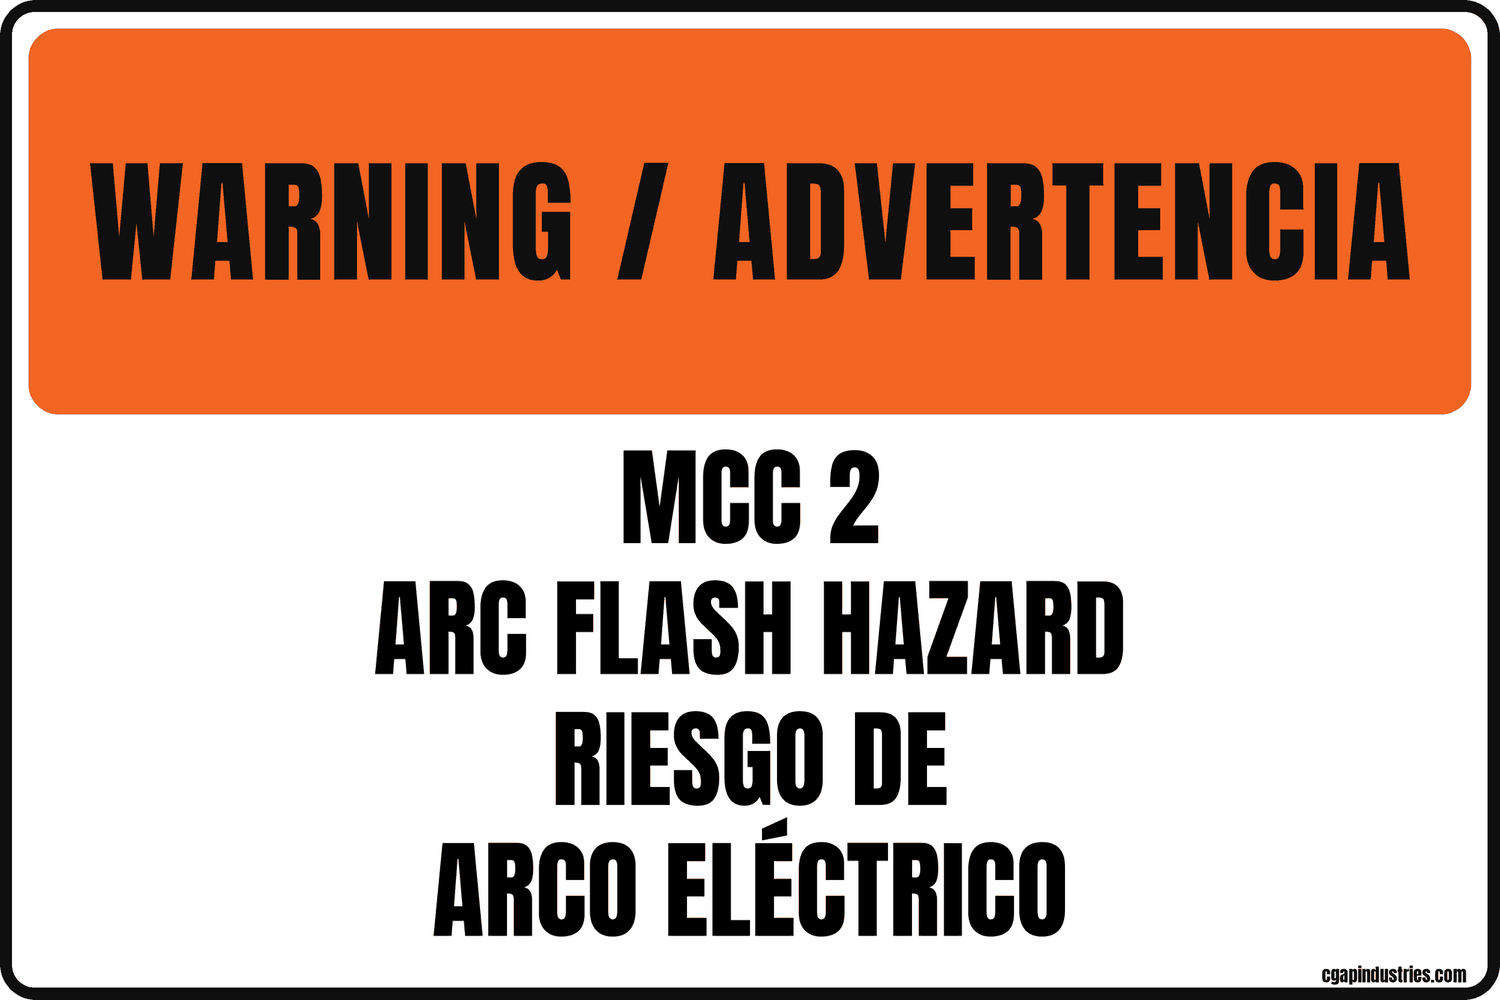 WARNING / ADVERTENCIA
MCC 2
ARC FLASH HAZARD
RIESGO DE
ARCO ELÉCTRICO
cgapindustries.com